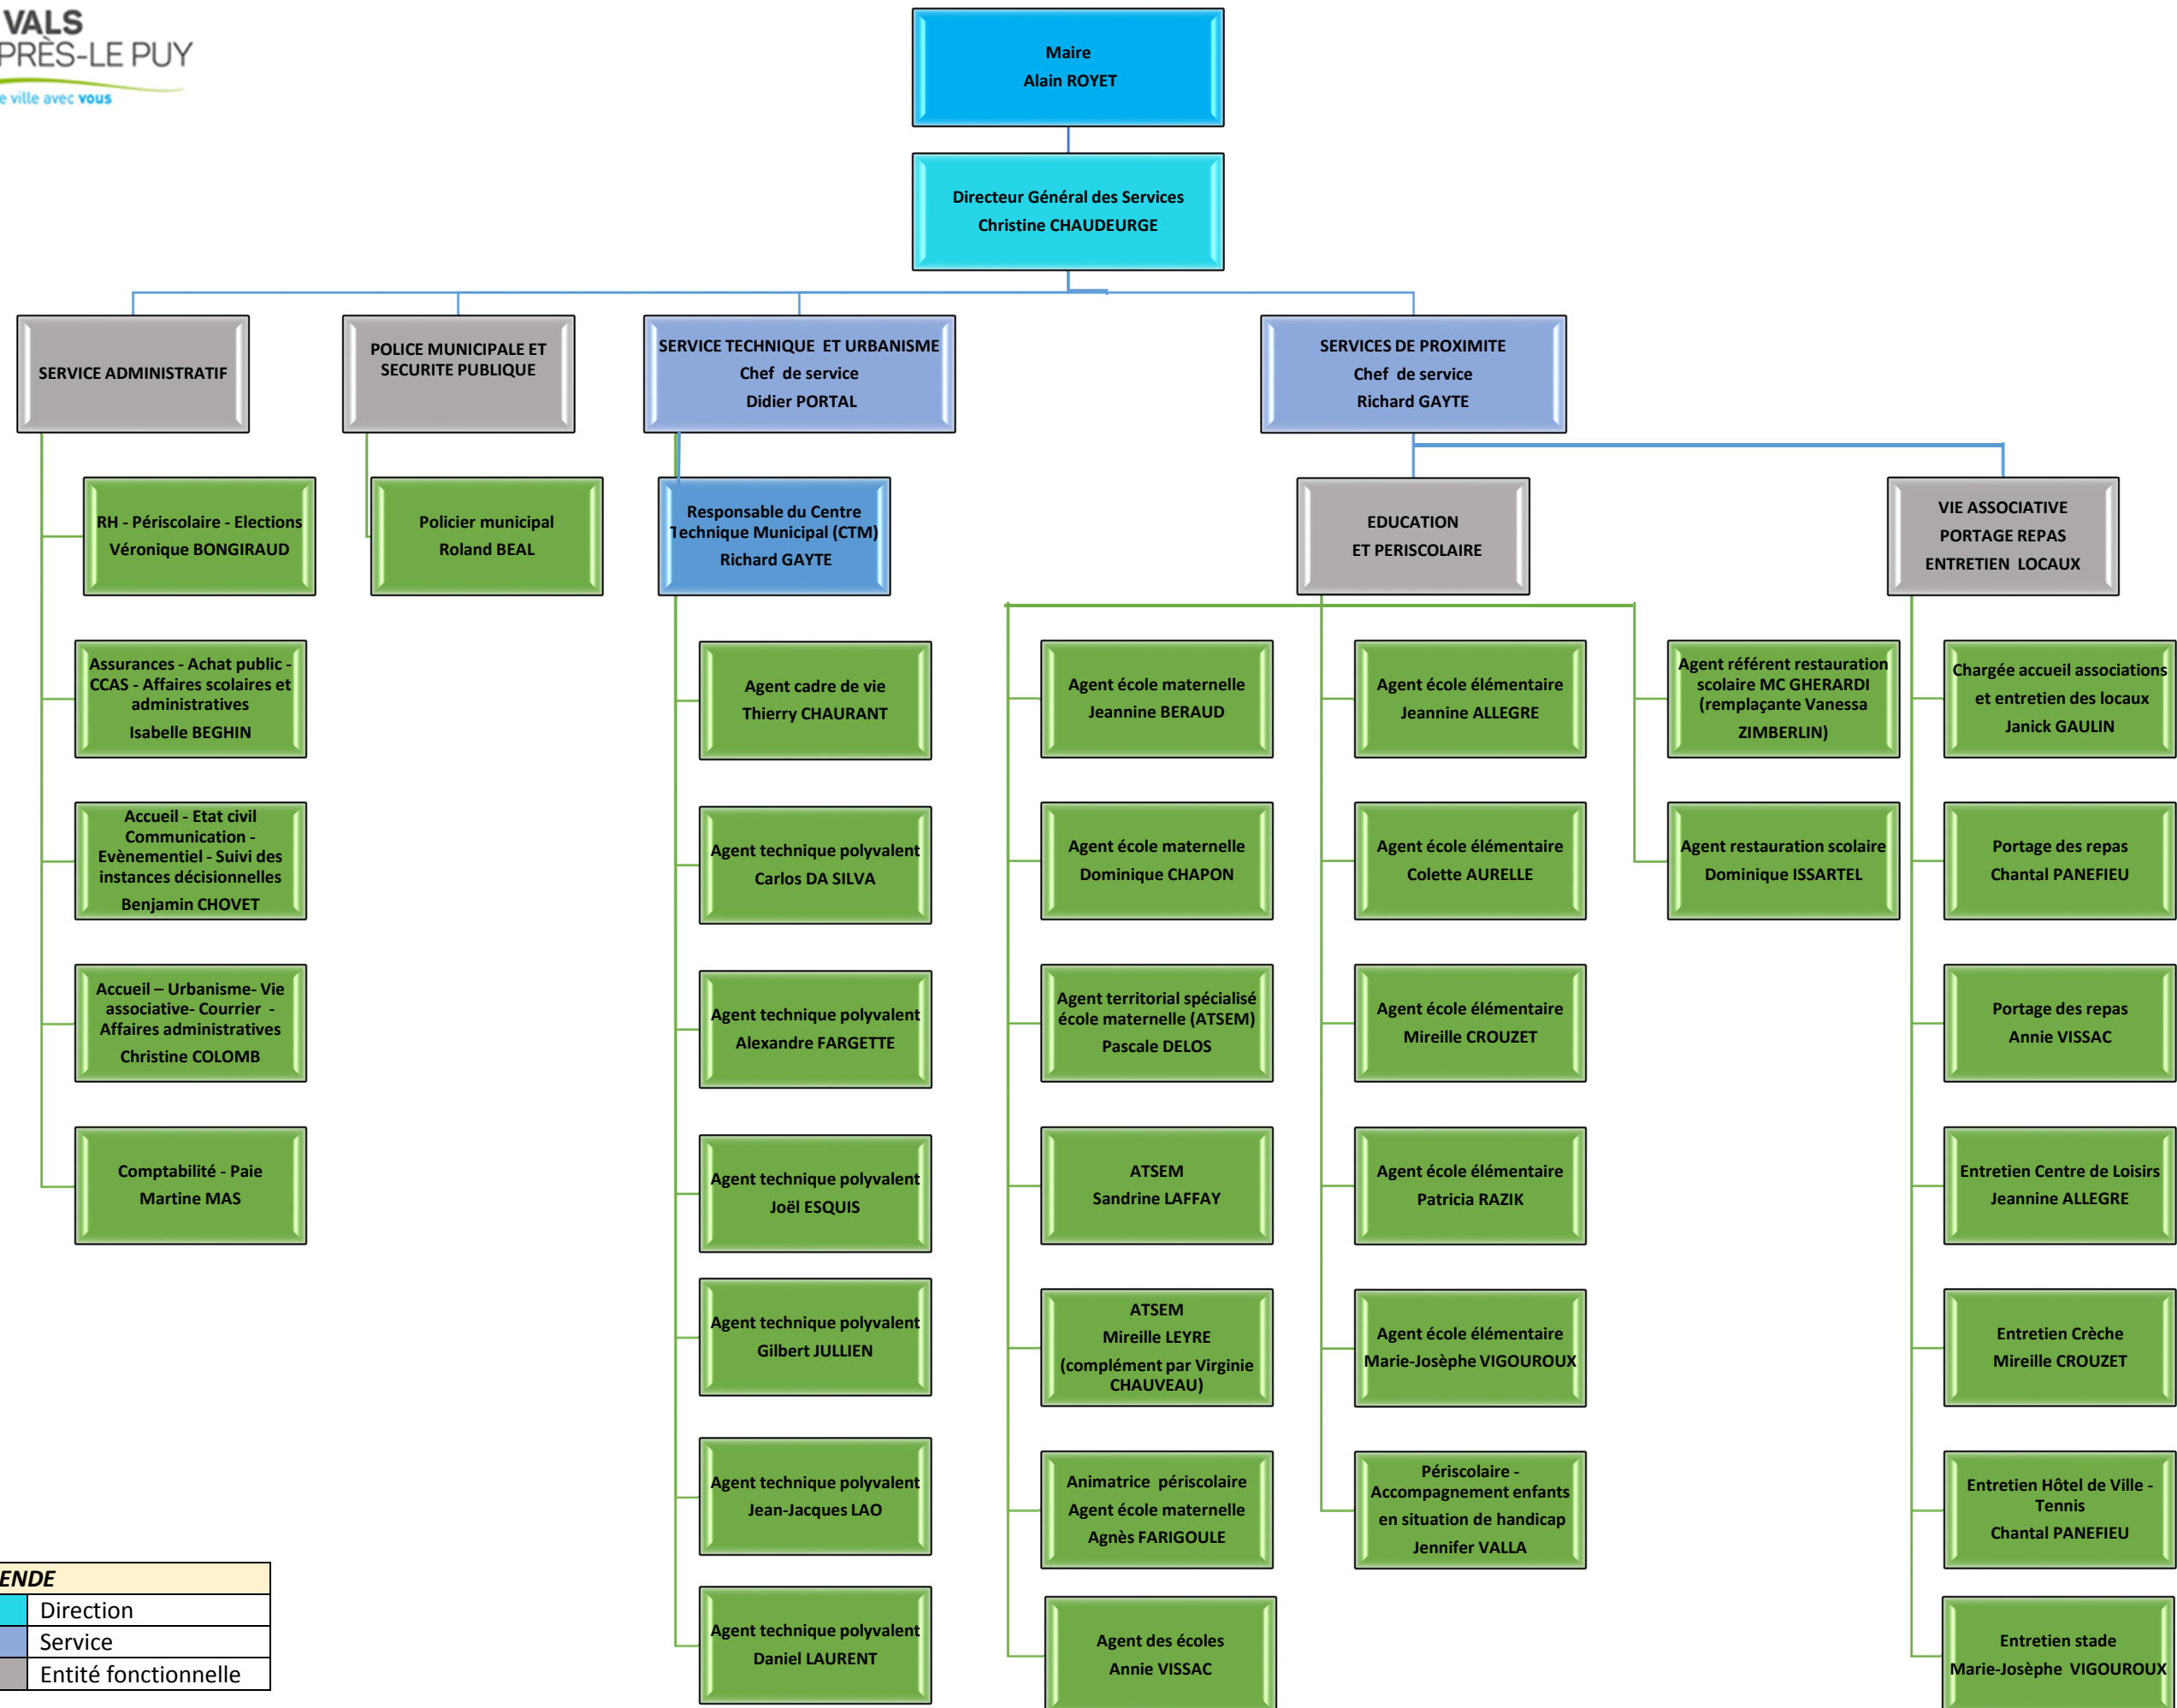 VALS
PRÈS-LE PUY
e ville avec vous
Maire
Alain ROYET
Directeur Général des Services
Christine CHAUDEURGE
SERVICE ADMINISTRATIF
POLICE MUNICIPALE ET
SECURITE PUBLIQUE
SERVICE TECHNIQUE ET URBANISME
Chef de service
Didier PORTAL
SERVICES DE PROXIMITE
Chef de service
Richard GAYTE
RH - Périscolaire - Elections
Véronique BONGIRAUD
Assurances - Achat public -
CCAS - Affaires scolaires et
administratives
Isabelle BEGHIN
Accueil - Etat civil
Communication -
Evènementiel - Suivi des
instances décisionnelles
Benjamin CHOVET
Accueil – Urbanisme- Vie
associative- Courrier -
Affaires administratives
Christine COLOMB
Comptabilité - Paie
Martine MAS
Policier municipal
Roland BEAL
Responsable du Centre
Technique Municipal (CTM)
Richard GAYTE
Agent cadre de vie
Thierry CHAURANT
Agent technique polyvalent
Carlos DA SILVA
Agent technique polyvalent
Alexandre FARGETTE
Agent technique polyvalent
Joël ESQUIS
Agent technique polyvalent
Gilbert JULLIEN
Agent technique polyvalent
Jean-Jacques LAO
Agent technique polyvalent
Daniel LAURENT
EDUCATION
ET PERISCOLAIRE
Agent école maternelle
Jeannine BERAUD
Agent école maternelle
Dominique CHAPON
Agent territorial spécialisé
école maternelle (ATSEM)
Pascale DELOS
ATSEM
Sandrine LAFFAY
ATSEM
Mireille LEYRE
(complément par Virginie
CHAUVEAU)
Animatrice périscolaire
Agent école maternelle
Agnès FARIGOULE
Agent des écoles
Annie VISSAC
Agent école élémentaire
Jeannine ALLEGRE
Agent école élémentaire
Colette AURELLE
Agent école élémentaire
Mireille CROUZET
Agent école élémentaire
Patricia RAZIK
Agent école élémentaire
Marie-Josèphe VIGOUROUX
Périscolaire -
Accompagnement enfants
en situation de handicap
Jennifer VALLA
Agent référent restauration
scolaire MC GHERARDI
(remplaçante Vanessa
ZIMBERLIN)
Agent restauration scolaire
Dominique ISSARTEL
VIE ASSOCIATIVE
PORTAGE REPAS
ENTRETIEN LOCAUX
Chargée accueil associations
et entretien des locaux
Janick GAULIN
Portage des repas
Chantal PANEFIEU
Portage des repas
Annie VISSAC
Entretien Centre de Loisirs
Jeannine ALLEGRE
Entretien Crèche
Mireille CROUZET
Entretien Hôtel de Ville -
Tennis
Chantal PANEFIEU
Entretien stade
Marie-Josèphe VIGOUROUX
ENDE
Direction
Service
Entité fonctionnelle